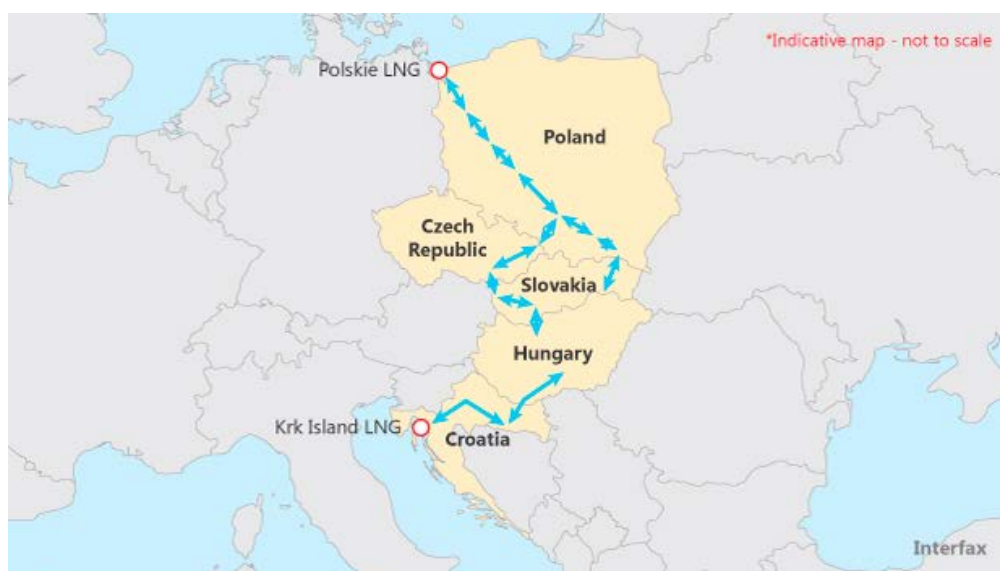 *Indicative map - not to scale
Polskie LNG
Poland
Czech
Republic
Slovakia
Hungary
Krk Island LNG
Croatia
Interfax